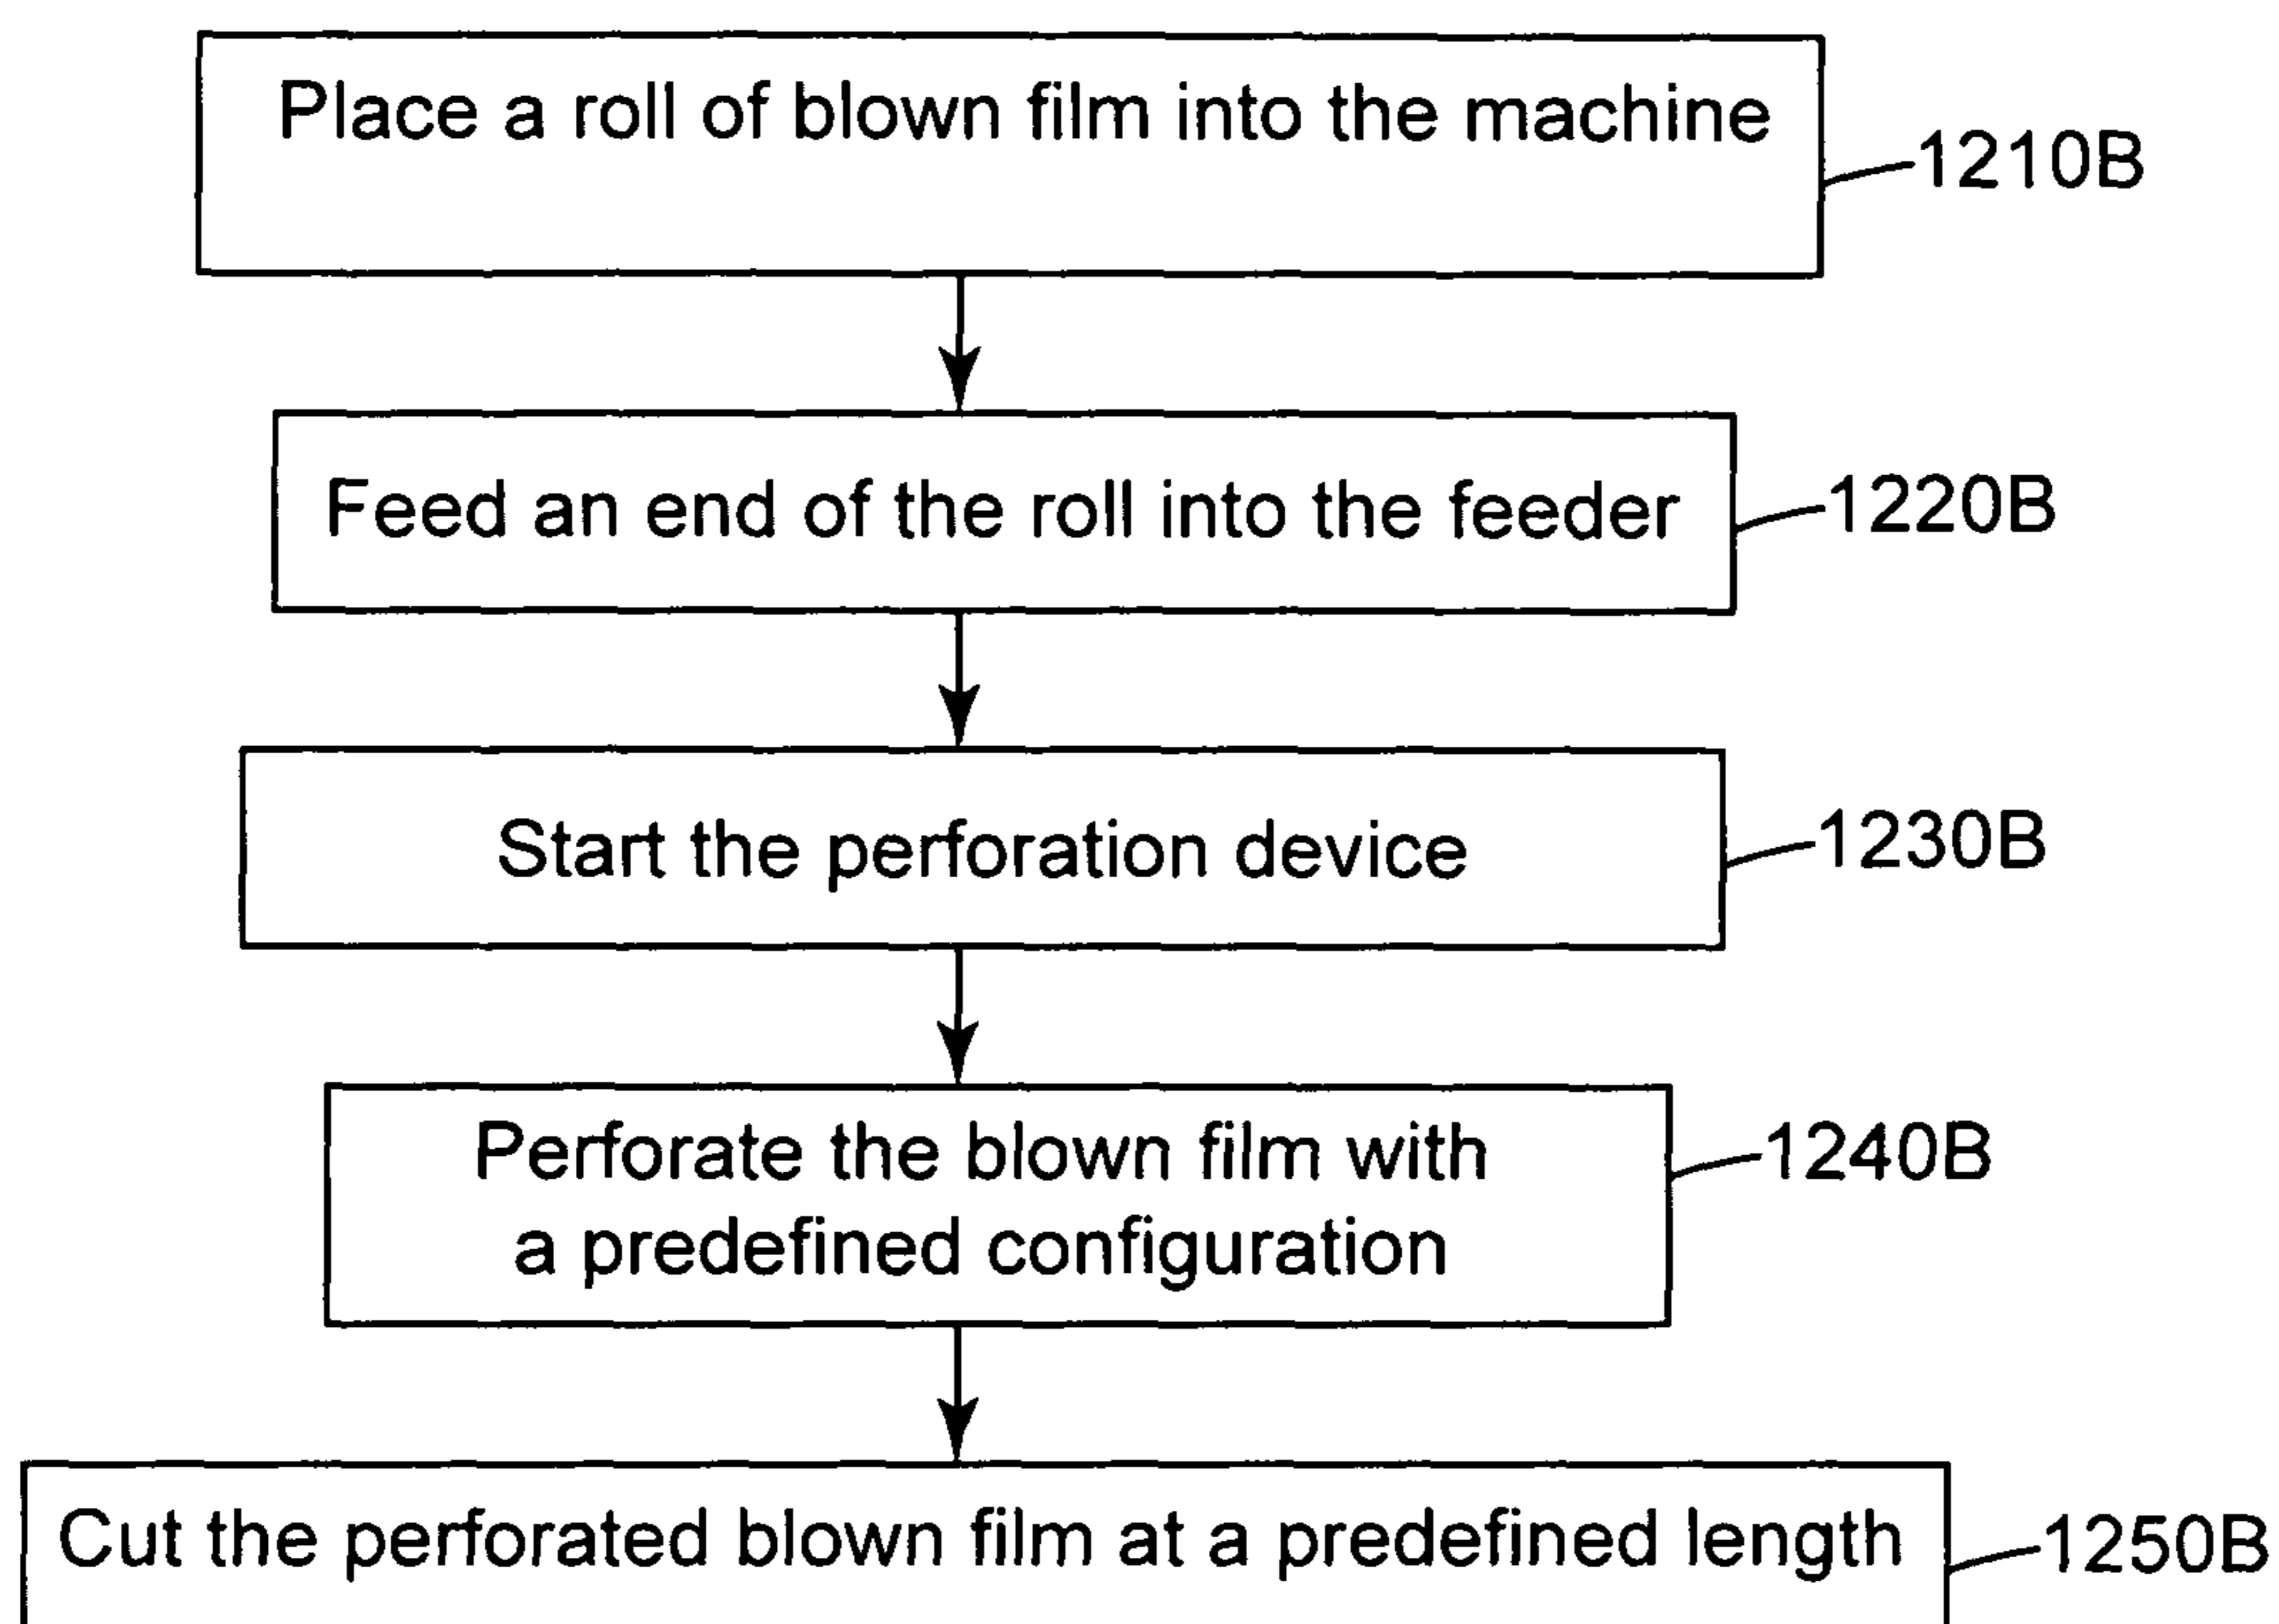 Place a roll of blown film into the machine
1210B
Feed an end of the roll into the feeder
1220B
Start the perforation device
1230B
Perforate the blown film with
a predefined configuration
1240B
Cut the perforated blown film at a predefined length
1250B